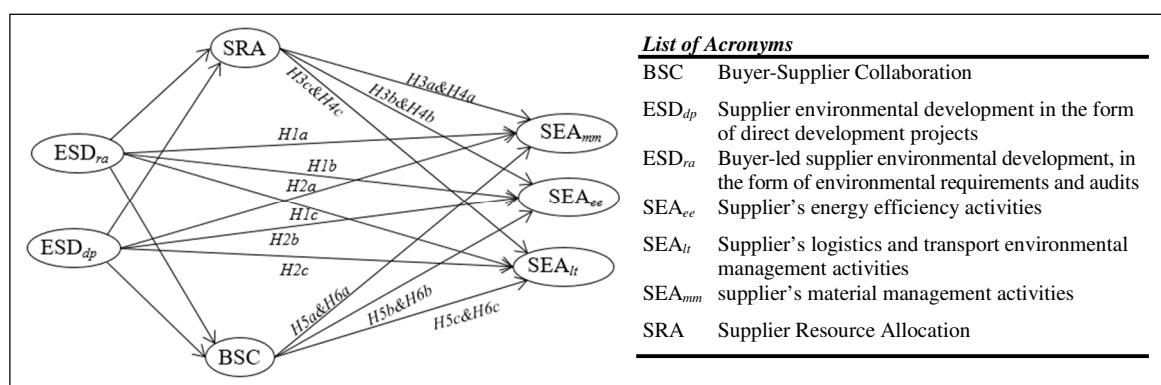 SRA
H3a&H4a
H3b&H4b
H3c&H4c
ESDra
H1a
H1b
H2a
H1c
H2b
H2c
ESDdp
SEAmm
SEAee
SEAlt
H5a&H6a
H5b&H6b
H5c&H6c
BSC
List of Acronyms
BSC Buyer-Supplier Collaboration
ESDdp Supplier environmental development in the form
of direct development projects
ESDra Buyer-led supplier environmental development, in
the form of environmental requirements and audits
SEAee Supplier's energy efficiency activities
SEAlt Supplier's logistics and transport environmental
management activities
SEAmm supplier's material management activities
SRA Supplier Resource Allocation